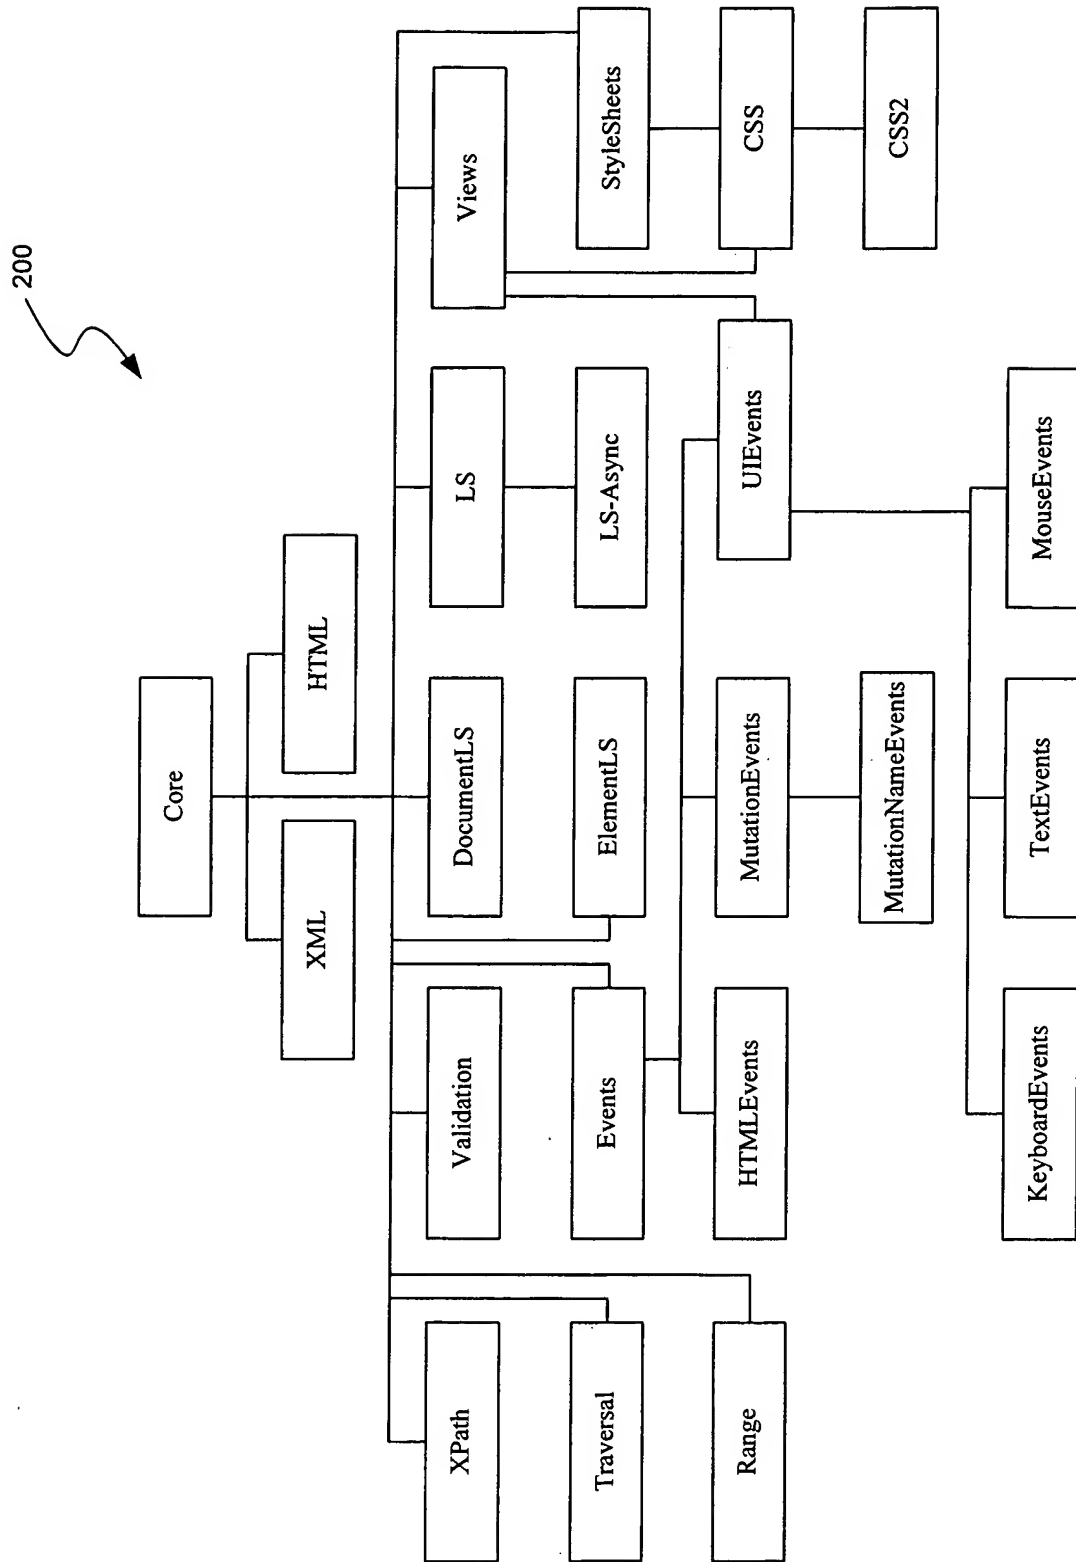 200
Core
XML
HTML
XPath
Validation
DocumentLS
LS
Views
Traversal
Events
ElementLS
LS-Async
StyleSheets
Range
HTMLEvents
MutationEvents
UIEvents
CSS
MutationNameEvents
CSS2
KeyboardEvents
TextEvents
MouseEvents